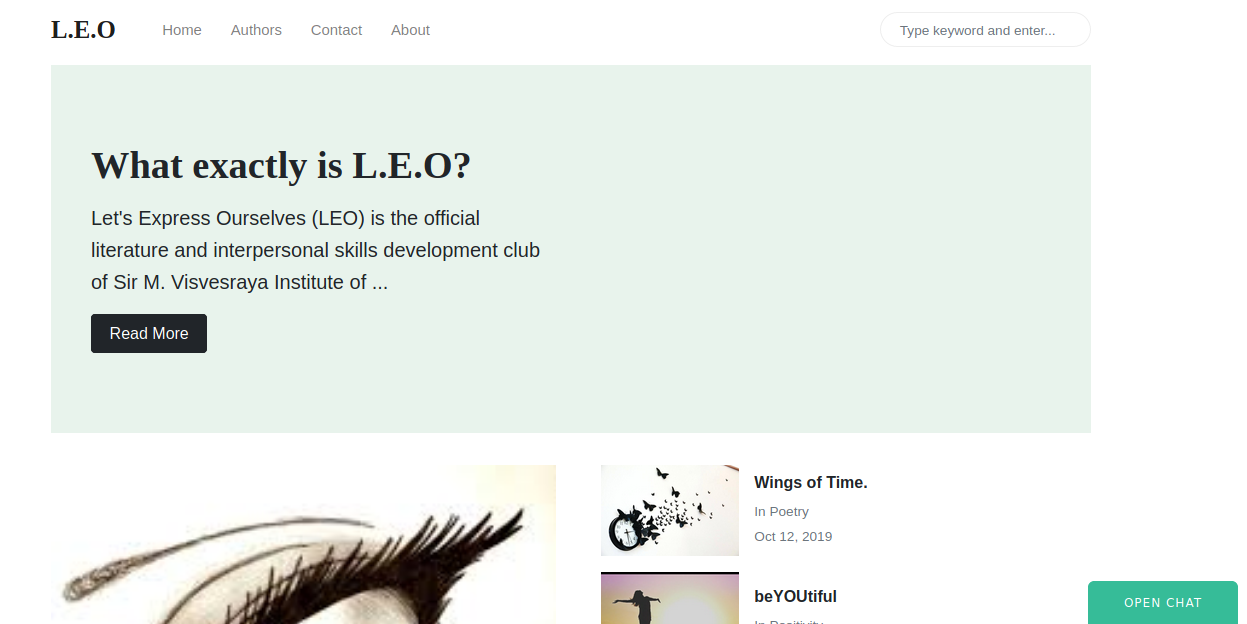 L.E.O
Home
Authors
Contact
About
Type keyword and enter...
What exactly is L.E.O?
Let's Express Ourselves (LEO) is the official
literature and interpersonal skills development club
of Sir M. Visvesraya Institute of ...
Read More
Wings of Time.
In Poetry
Oct 12, 2019
beYOUtiful
In Positivity
OPEN CHAT